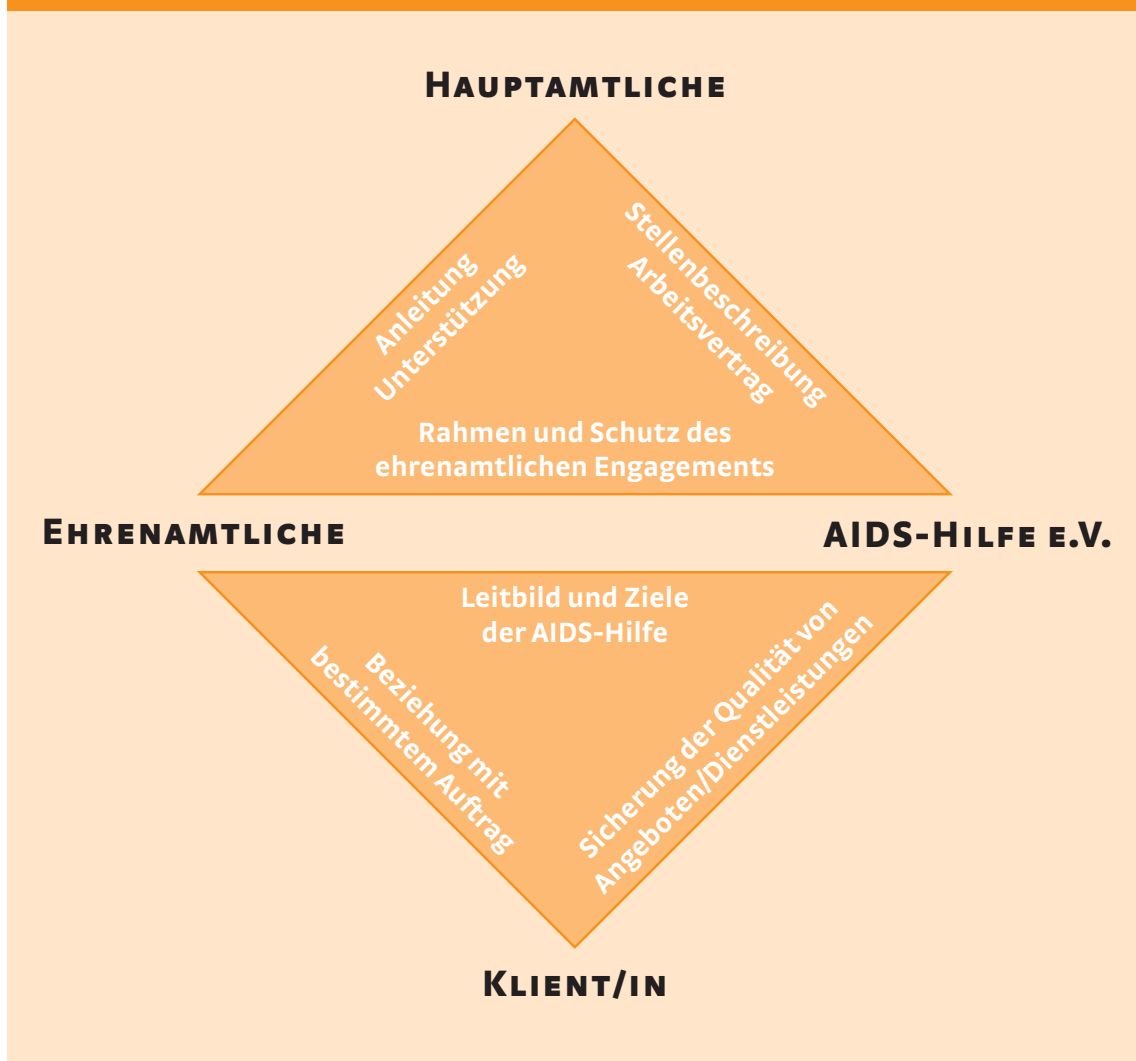 HAUPTAMTLICHE
Anleitung
Unterstützung
Stellenbeschreibung
Arbeitsvertrag
Rahmen und Schutz des
ehrenamtlichen Engagements
EHRENAMTLICHE
AIDS-HILFE E.V.
Leitbild und Ziele
der AIDS-Hilfe
Beziehung mit
bestimmtem Auftrag
Sicherung der Qualität von
Angeboten/Dienstleistungen
KLIENT/IN